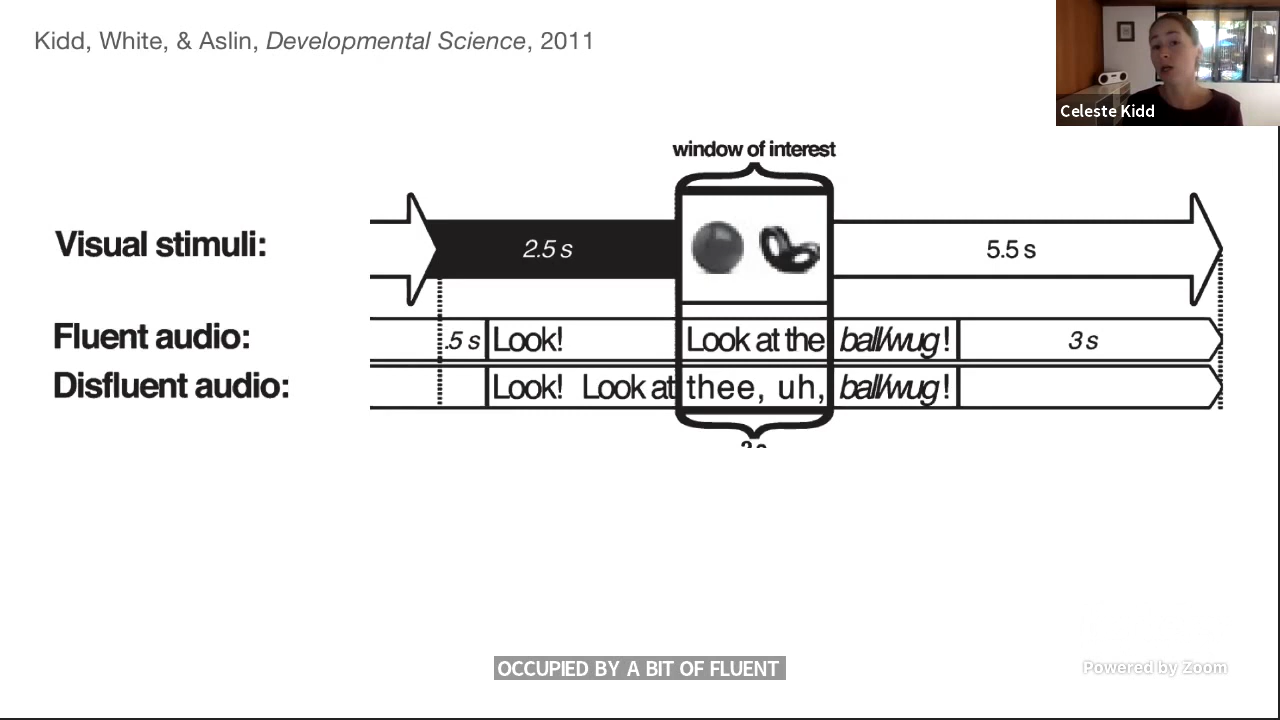 Kidd, White, & Aslin, Developmental Science, 2011
Celeste Kidd
window of interest
Visual stimuli:
2.5 s
5.5 s
Fluent audio:
.5 s
Look!
Look at the
ball/wug!
3 s
Disfluent audio:
Look! Look at thee, uh, ball/wug!
OCCUPIED BY A BIT OF FLUENT
Powered by Zoom